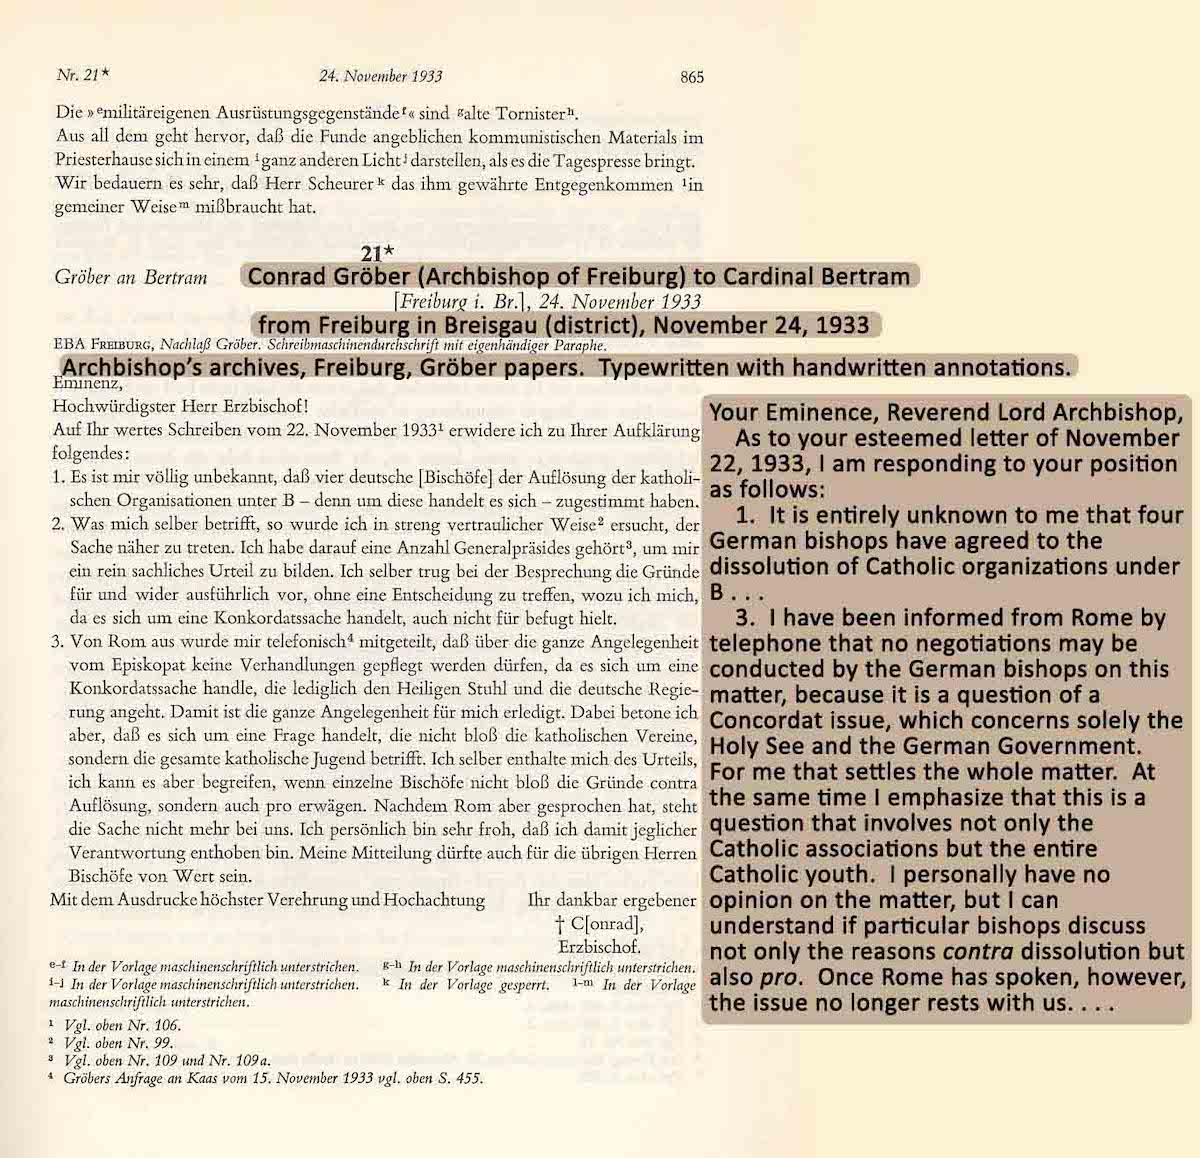 Nr. 21* 24. November 1933 865
Die »ᵉmilitäreigenen Ausrüstungsgegenständeᶠ« sind ᵍalte Tornisterʰ.
Aus all dem geht hervor, daß die Funde angeblichen kommunistischen Materials im
Priesterhause sich in einem ⁱganz anderen Lichtʲ darstellen, als es die Tagespresse bringt.
Wir bedauern es sehr, daß Herr Scheurerᵏ das ihm gewährte Entgegenkommen ˡin
gemeiner Weiseᵐ mißbraucht hat.
21*
Gröber an Bertram
Conrad Gröber (Archbishop of Freiburg) to Cardinal Bertram
[Freiburg i. Br.], 24. November 1933
from Freiburg in Breisgau (district), November 24, 1933
EBA FREIBURG, Nachlaß Gröber. Schreibmaschinendurchschrift mit eigenhändiger Paraphe.
Archbishop's archives, Freiburg, Gröber papers. Typewritten with handwritten annotations.
Eminenz,
Hochwürdigster Herr Erzbischof!
Auf Ihr wertes Schreiben vom 22. November 1933¹ erwidere ich zu Ihrer Aufklärung
folgendes:
1. Es ist mir völlig unbekannt, daß vier deutsche [Bischöfe] der Auflösung der katholi-
schen Organisationen unter B – denn um diese handelt es sich – zugestimmt haben.
2. Was mich selber betrifft, so wurde ich in streng vertraulicher Weise² ersucht, der
Sache näher zu treten. Ich habe darauf eine Anzahl Generalpräsides gehört³, um mir
ein rein sachliches Urteil zu bilden. Ich selber trug bei der Besprechung die Gründe
für und wider ausführlich vor, ohne eine Entscheidung zu treffen, wozu ich mich,
da es sich um eine Konkordatssache handelt, auch nicht für befugt hielt.
3. Von Rom aus wurde mir telefonisch⁴ mitgeteilt, daß über die ganze Angelegenheit
vom Episkopat keine Verhandlungen gepflegt werden dürfen, da es sich um eine
Konkordatssache handle, die lediglich den Heiligen Stuhl und die deutsche Regie-
rung angeht. Damit ist die ganze Angelegenheit für mich erledigt. Dabei betone ich
aber, daß es sich um eine Frage handelt, die nicht bloß die katholischen Vereine,
sondern die gesamte katholische Jugend betrifft. Ich selber enthalte mich des Urteils,
ich kann es aber begreifen, wenn einzelne Bischöfe nicht bloß die Gründe contra
Auflösung, sondern auch pro erwägen. Nachdem Rom aber gesprochen hat, steht
die Sache nicht mehr bei uns. Ich persönlich bin sehr froh, daß ich damit jeglicher
Verantwortung enthoben bin. Meine Mitteilung dürfte auch für die übrigen Herren
Bischöfe von Wert sein.
Mit dem Ausdrucke höchster Verehrung und Hochachtung Ihr dankbar ergebener
† C[onrad],
Erzbischof.
ᵉ⁻ᶠ In der Vorlage maschinenschriftlich unterstrichen. ᵍ⁻ʰ In der Vorlage maschinenschriftlich unterstrichen.
ⁱ⁻ʲ In der Vorlage maschinenschriftlich unterstrichen. ᵏ In der Vorlage gesperrt. ˡ⁻ᵐ In der Vorlage
maschinenschriftlich unterstrichen.
¹ Vgl. oben Nr. 106.
² Vgl. oben Nr. 99.
³ Vgl. oben Nr. 109 und Nr. 109a.
⁴ Gröbers Anfrage an Kaas vom 15. November 1933 vgl. oben S. 455.
Your Eminence, Reverend Lord Archbishop,
As to your esteemed letter of November
22, 1933, I am responding to your position
as follows:
1. It is entirely unknown to me that four
German bishops have agreed to the
dissolution of Catholic organizations under
B . . .
3. I have been informed from Rome by
telephone that no negotiations may be
conducted by the German bishops on this
matter, because it is a question of a
Concordat issue, which concerns solely the
Holy See and the German Government.
For me that settles the whole matter. At
the same time I emphasize that this is a
question that involves not only the
Catholic associations but the entire
Catholic youth. I personally have no
opinion on the matter, but I can
understand if particular bishops discuss
not only the reasons contra dissolution but
also pro. Once Rome has spoken, however,
the issue no longer rests with us. . . .